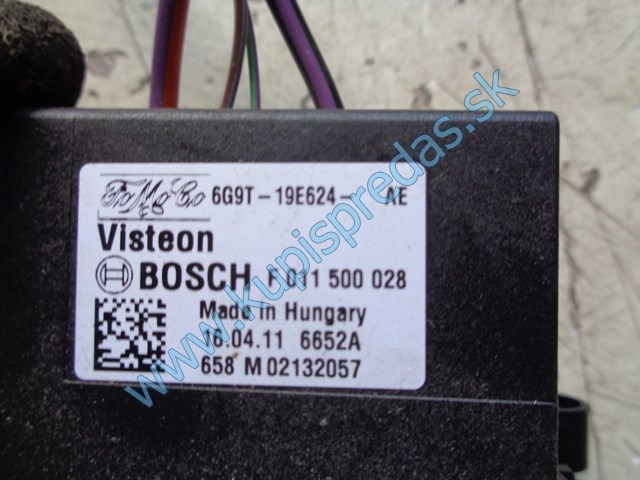 FoMoCo 6G9T-19E624- AE
Visteon
BOSCH F 011 500 028
Made in Hungary
16.04.11 6652A
658 M 02132057
www.kupispredas.sk